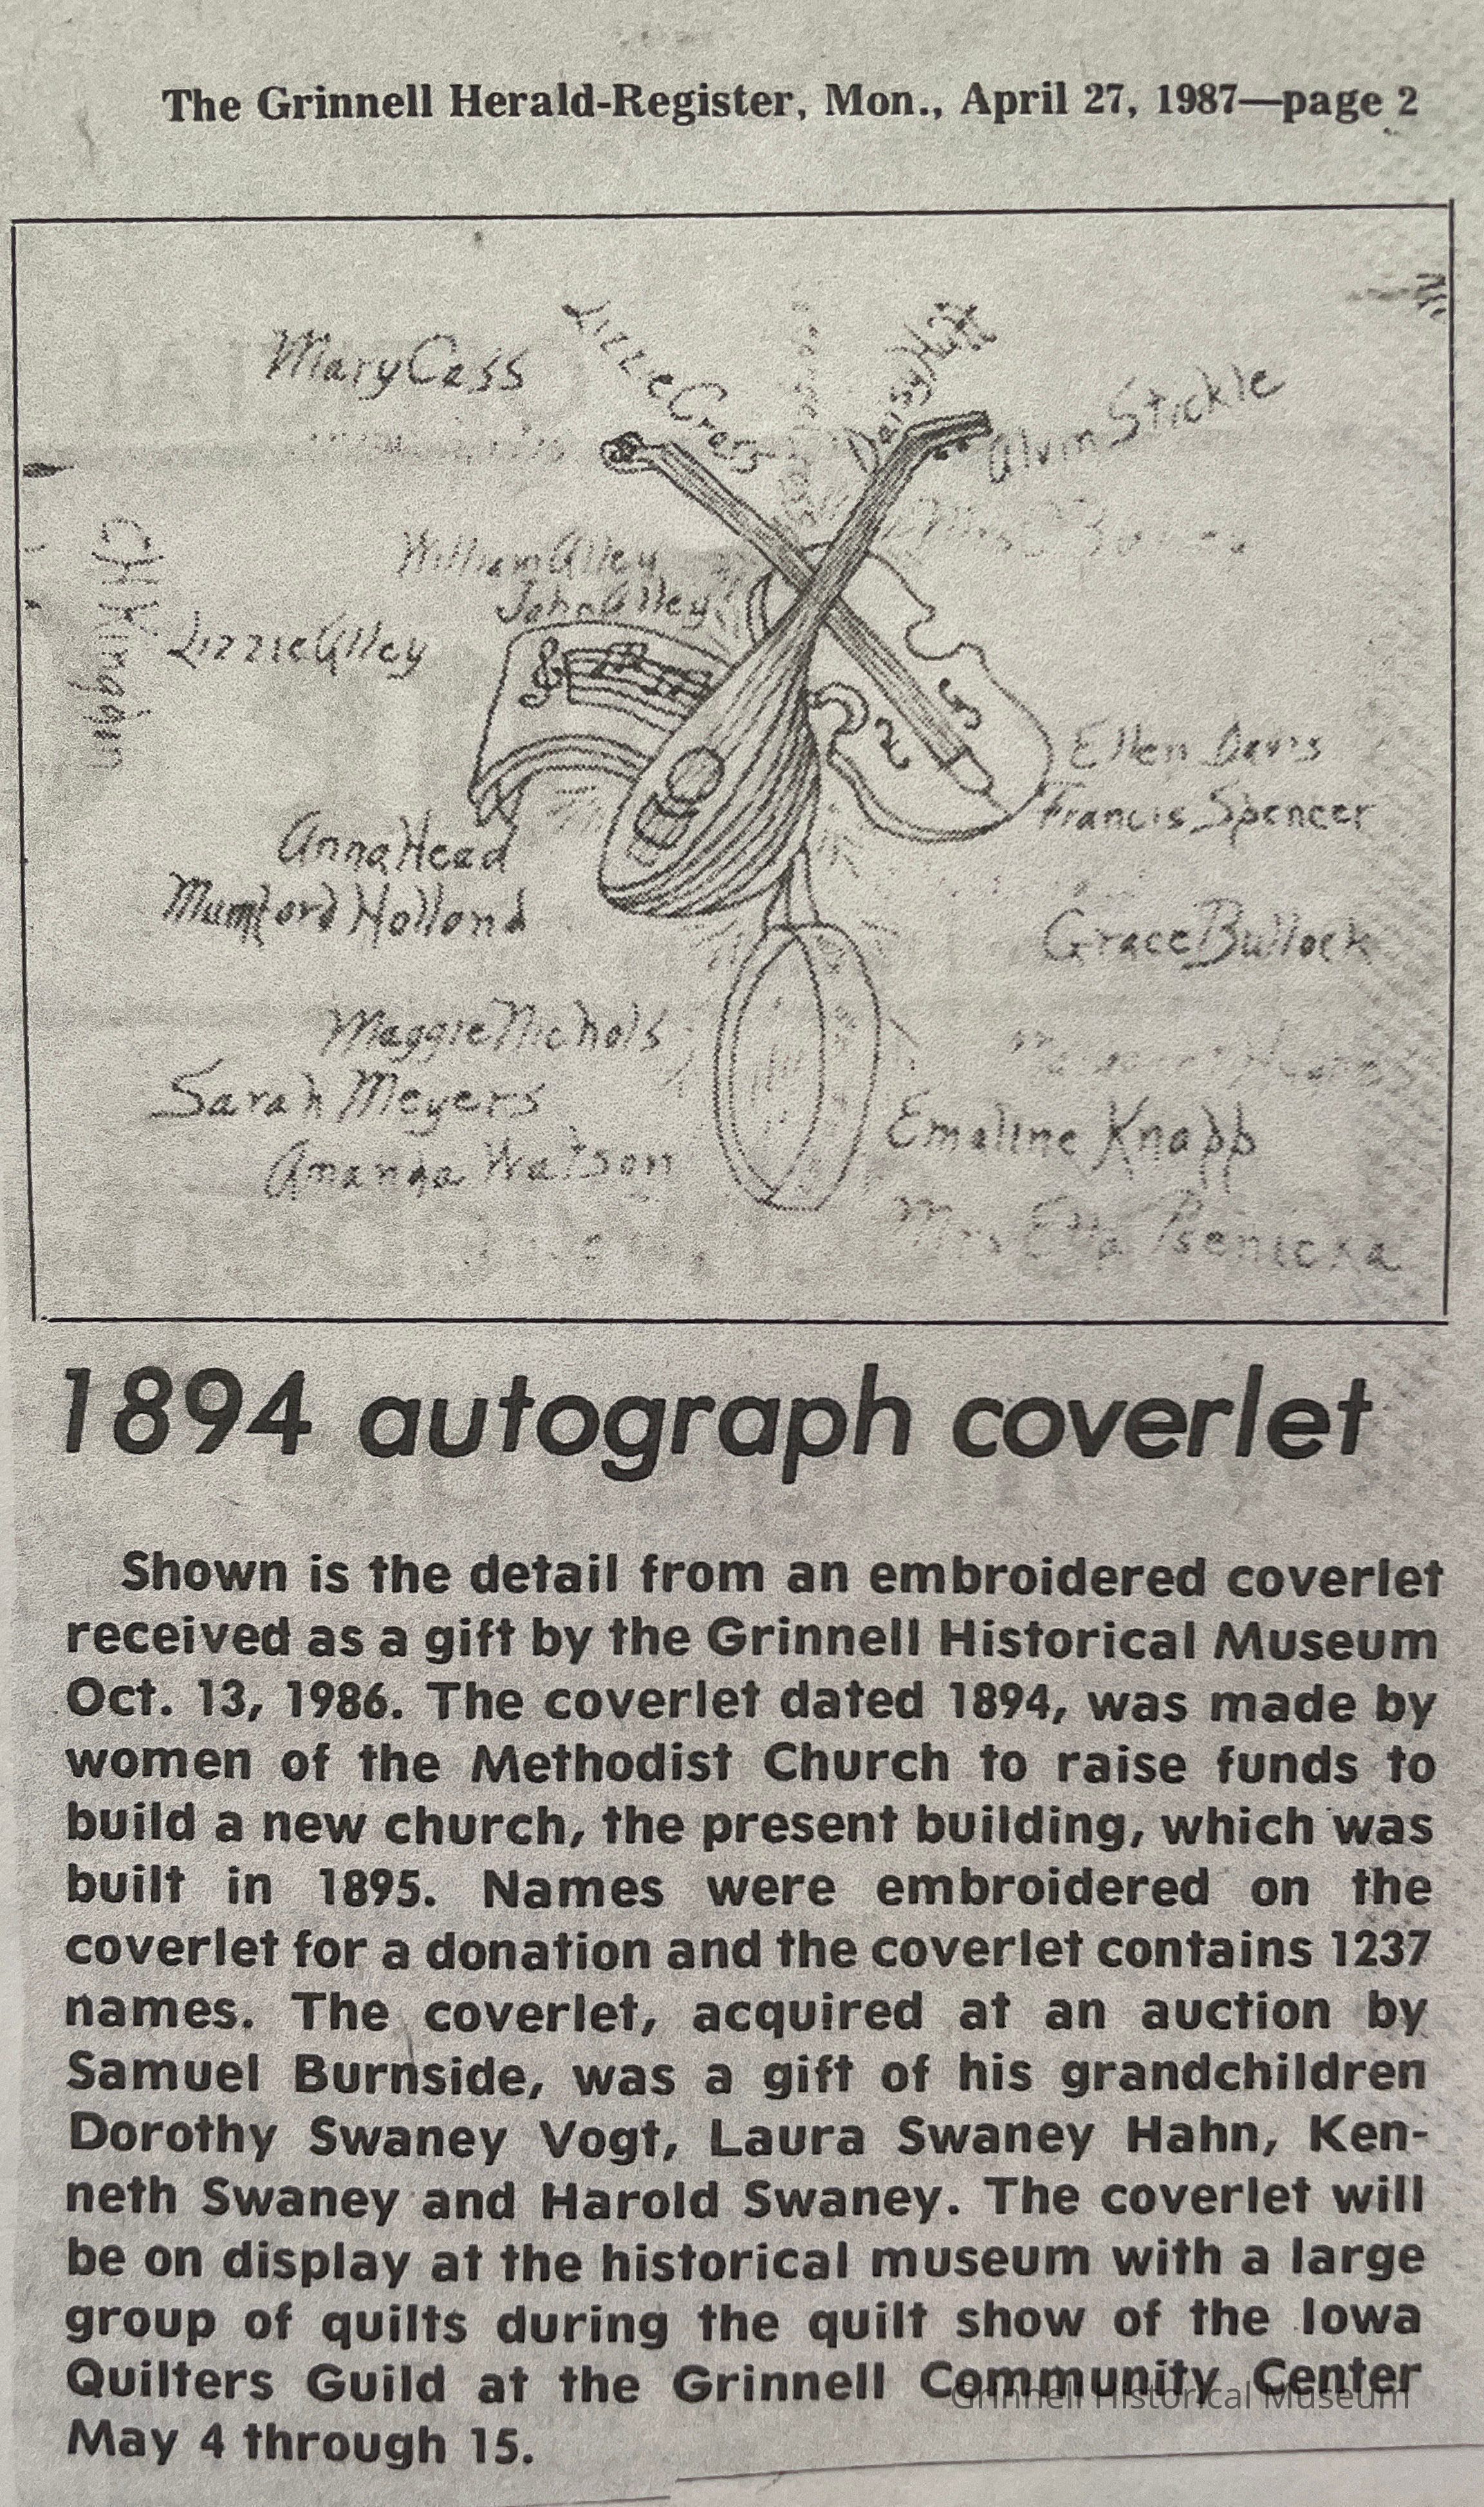 The Grinnell Herald-Register, Mon., April 27, 1987—page 2
Mary Cass
Lizzie Cress
Daisy Hitt
Alvin Stickle
William Alley
John Alley
Lizzie Alley
CH Kingdon
Ellen Davis
Francis Spencer
Anna Head
Mumford Hollond
Grace Bullock
Maggie Nichols
Sarah Meyers
Emaline Knapp
Amanda Watson
Mrs Ella Psenicka
1894 autograph coverlet
Shown is the detail from an embroidered coverlet
received as a gift by the Grinnell Historical Museum
Oct. 13, 1986. The coverlet dated 1894, was made by
women of the Methodist Church to raise funds to
build a new church, the present building, which was
built in 1895. Names were embroidered on the
coverlet for a donation and the coverlet contains 1237
names. The coverlet, acquired at an auction by
Samuel Burnside, was a gift of his grandchildren
Dorothy Swaney Vogt, Laura Swaney Hahn, Ken-
neth Swaney and Harold Swaney. The coverlet will
be on display at the historical museum with a large
group of quilts during the quilt show of the Iowa
Quilters Guild at the Grinnell Community Center
May 4 through 15.
Grinnell Historical Museum